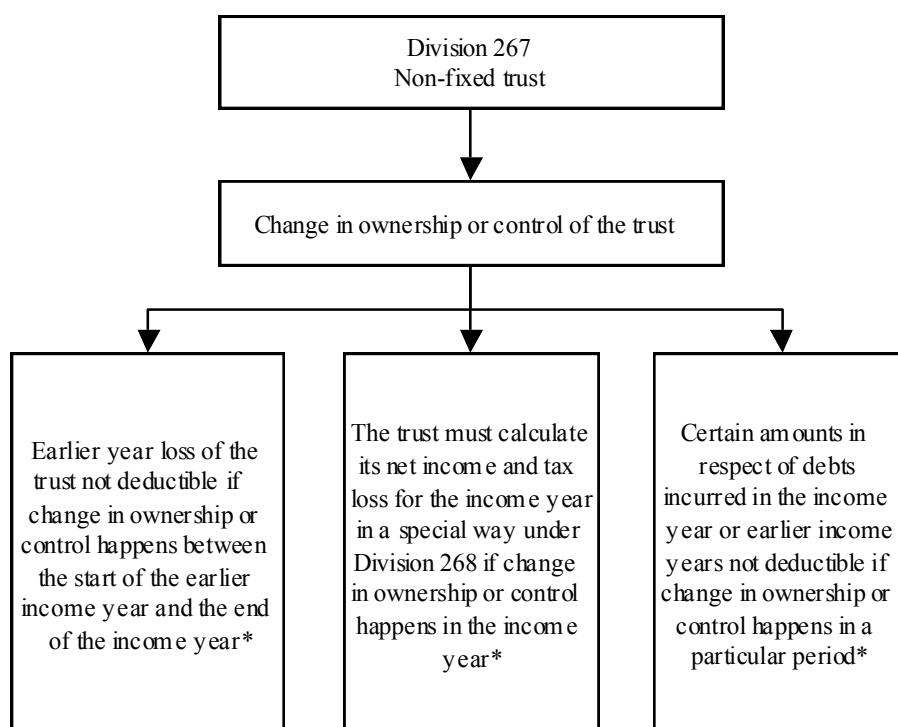 Division 267
Non-fixed trust
Change in ownership or control of the trust
Earlier year loss of the
trust not deductible if
change in ownership or
control happens between
the start of the earlier
income year and the end
of the income year*
The trust must calculate
its net income and tax
loss for the income year
in a special way under
Division 268 if change
in ownership or control
happens in the income
year*
Certain amounts in
respect of debts
incurred in the income
year or earlier income
years not deductible if
change in ownership or
control happens in a
particular period*